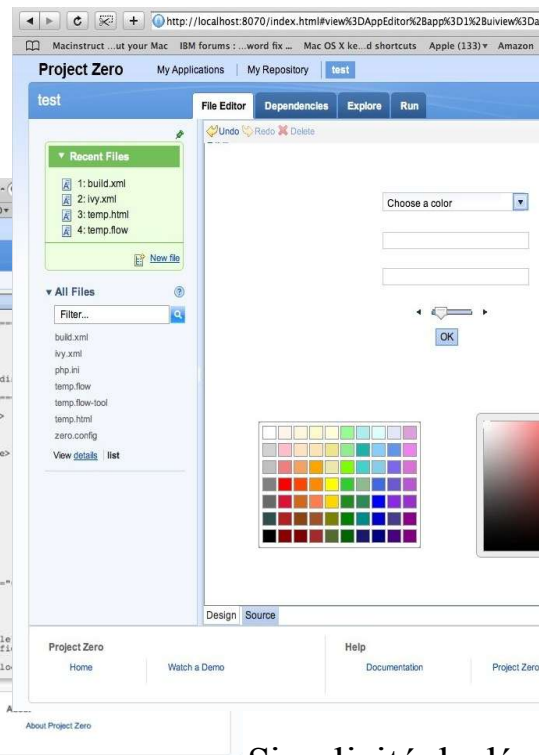 http://localhost:8070/index.html#view%3DAppEditor%2Bapp%3D1%2Buiview%3Da
Macinstruct ...ut your Mac IBM forums : ...word fix ... Mac OS X ke...d shortcuts Apple (133)▾ Amazon
Project Zero My Applications My Repository test
test
File Editor Dependencies Explore Run
Undo Redo Delete
Recent Files
1: build.xml
2: ivy.xml
3: temp.html
4: temp.flow
New file
Choose a color
OK
All Files
Filter...
build.xml
ivy.xml
php.ini
temp.flow
temp.flow-tool
temp.html
zero.config
View details list
Design Source
Project Zero Help
Home Watch a Demo Documentation Project Zero
About Project Zero